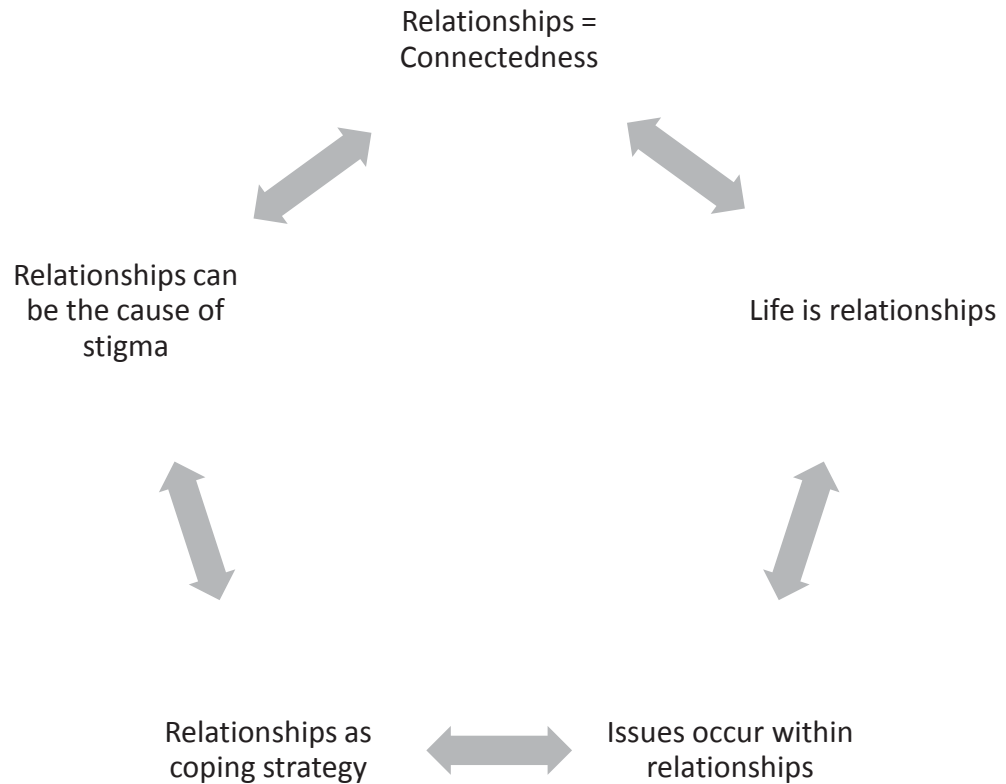 Relationships =
Connectedness
Life is relationships
Issues occur within
relationships
Relationships as
coping strategy
Relationships can
be the cause of
stigma